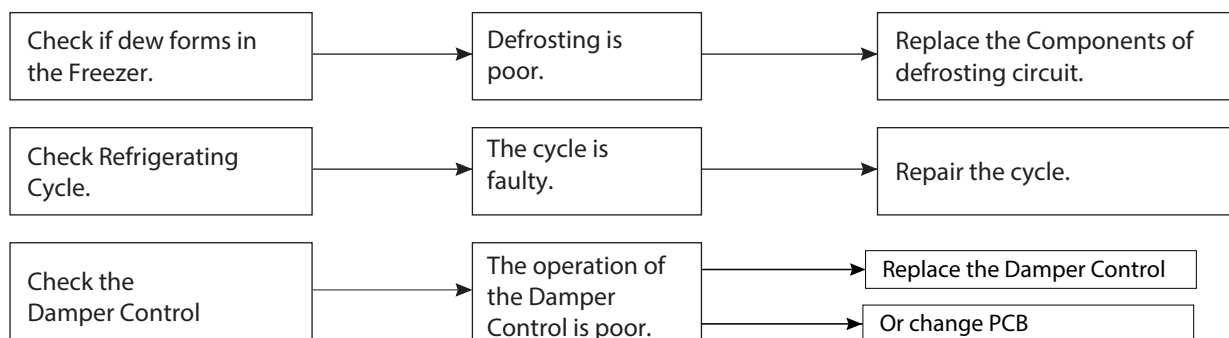 Check if dew forms in
the Freezer.
Defrosting is
poor.
Replace the Components of
defrosting circuit.
Check Refrigerating
Cycle.
The cycle is
faulty.
Repair the cycle.
Check the
Damper Control
The operation of
the Damper
Control is poor.
Replace the Damper Control
Or change PCB